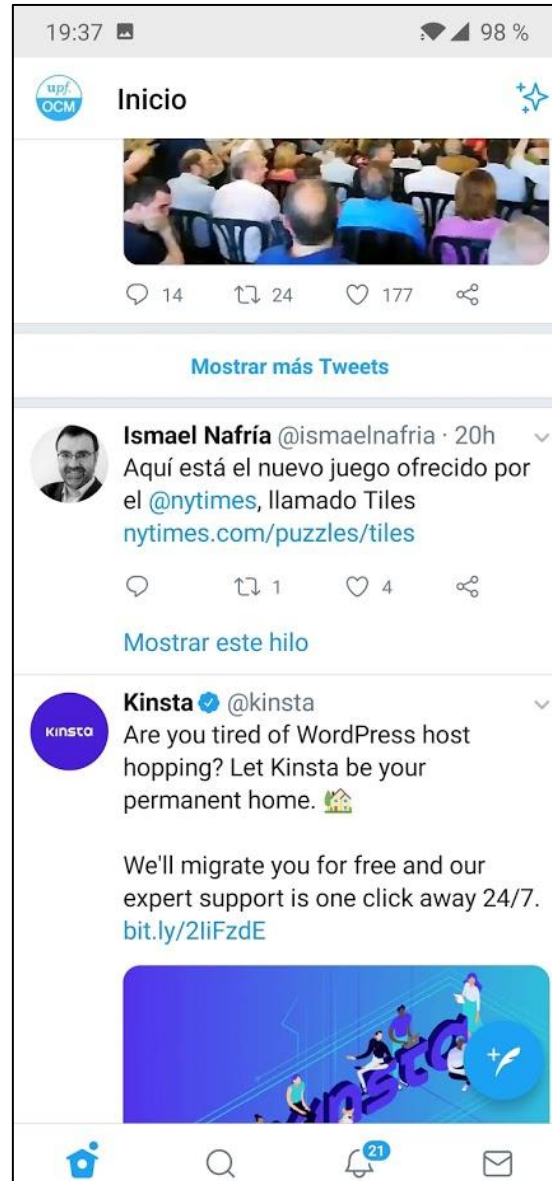 19:37 98 %
upf.
OCM
Inicio
14 24 177
Mostrar más Tweets
Ismael Nafría @ismaelnafria · 20h
Aquí está el nuevo juego ofrecido por
el @nytimes, llamado Tiles
nytimes.com/puzzles/tiles
1 4
Mostrar este hilo
Kinsta @kinsta
KINSTA
Are you tired of WordPress host
hopping? Let Kinsta be your
permanent home. 🏡
We'll migrate you for free and our
expert support is one click away 24/7.
bit.ly/2IiFzdE
KINSTA
21